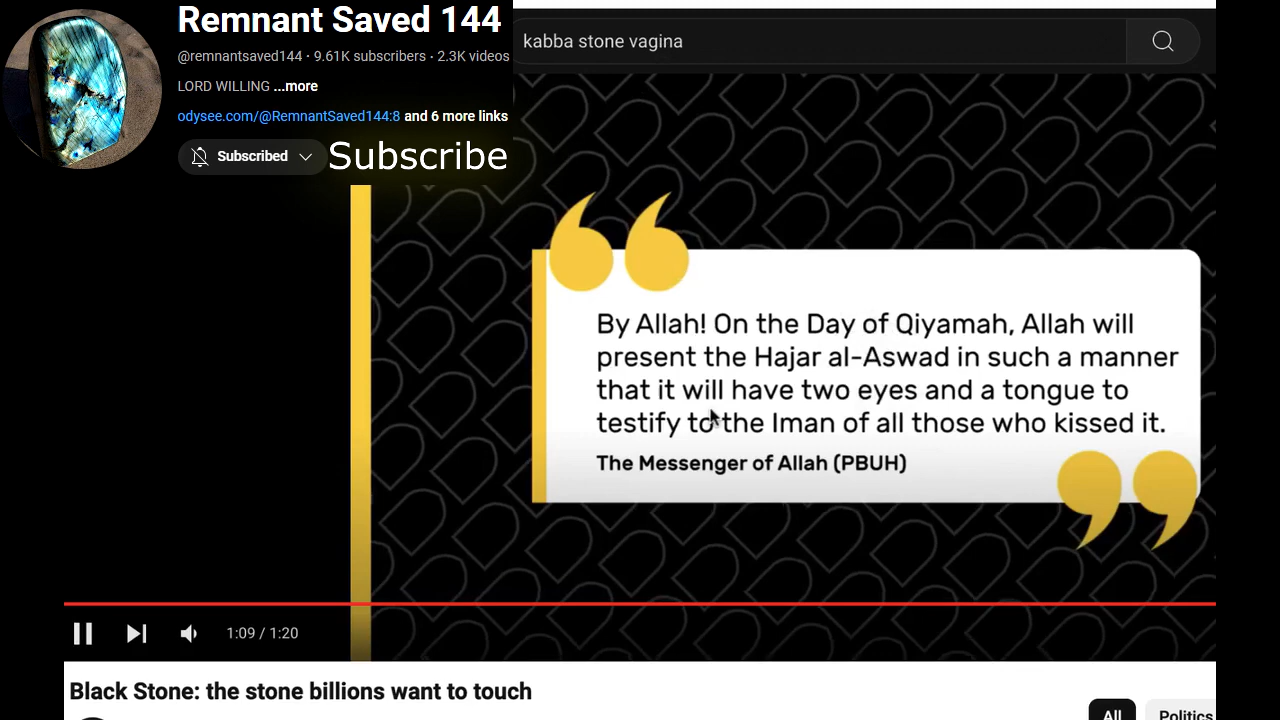 Remnant Saved 144
@remnantsaved144 · 9.61K subscribers · 2.3K videos
LORD WILLING ...more
odysee.com/@RemnantSaved144:8 and 6 more links
Subscribed
Subscribe
kabba stone vagina
By Allah! On the Day of Qiyamah, Allah will
present the Hajar al-Aswad in such a manner
that it will have two eyes and a tongue to
testify to the Iman of all those who kissed it.
The Messenger of Allah (PBUH)
1:09 / 1:20
Black Stone: the stone billions want to touch
All
Politics